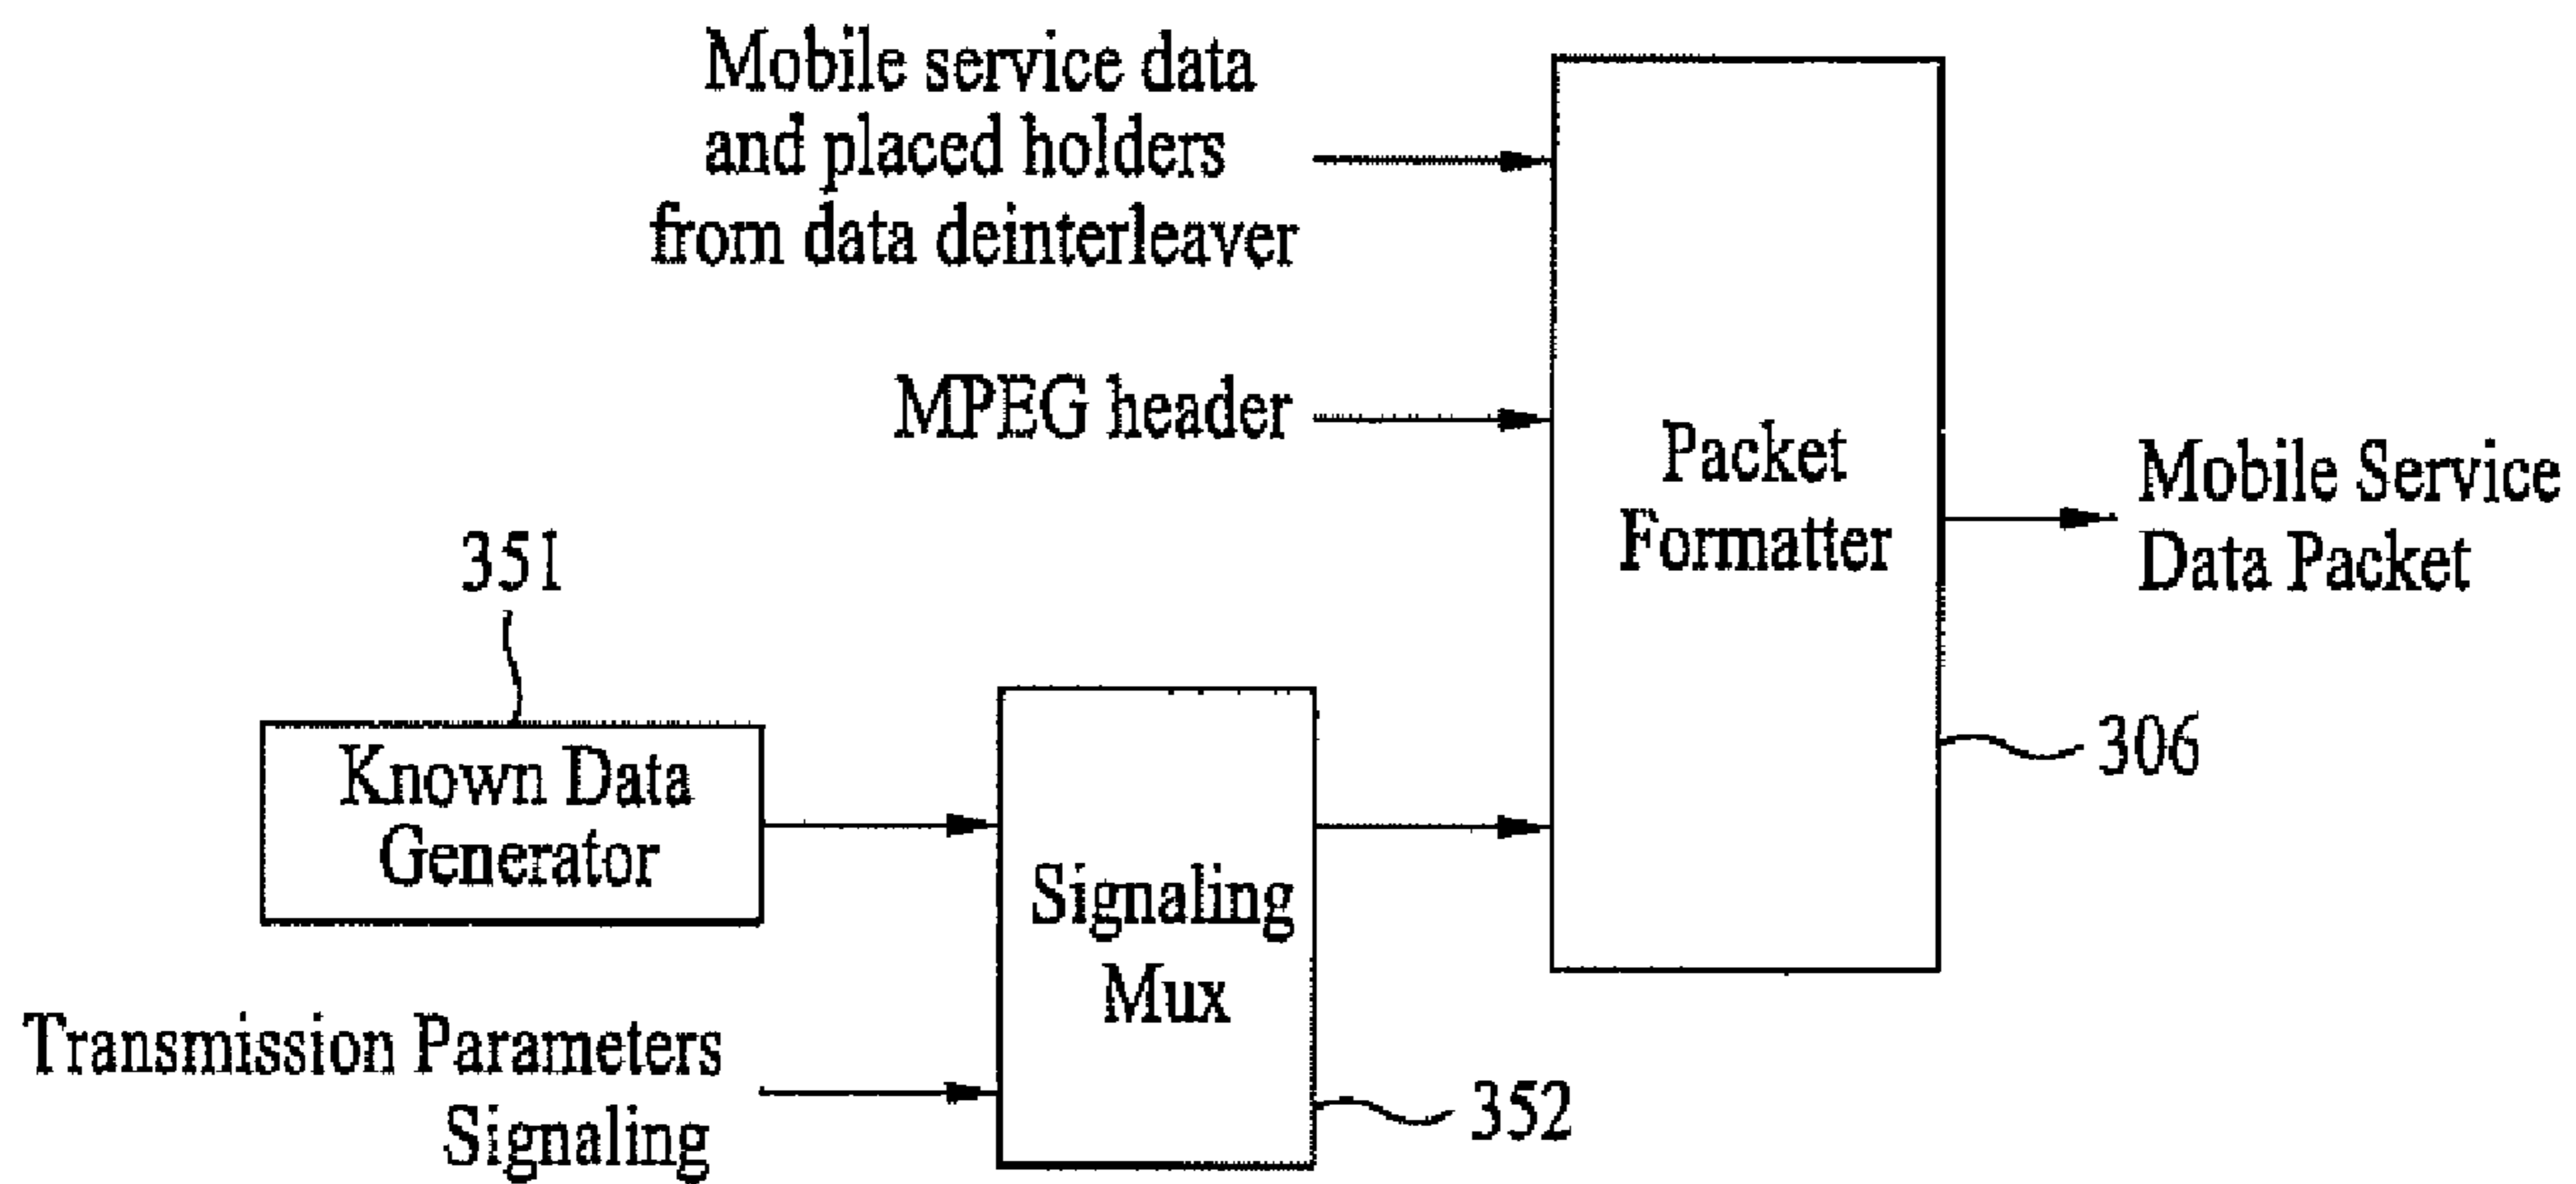 Mobile service data
and placed holders
from data deinterleaver
MPEG header
Packet
Formatter
Mobile Service
Data Packet
351
306
Known Data
Generator
Signaling
Mux
Transmission Parameters
Signaling
352